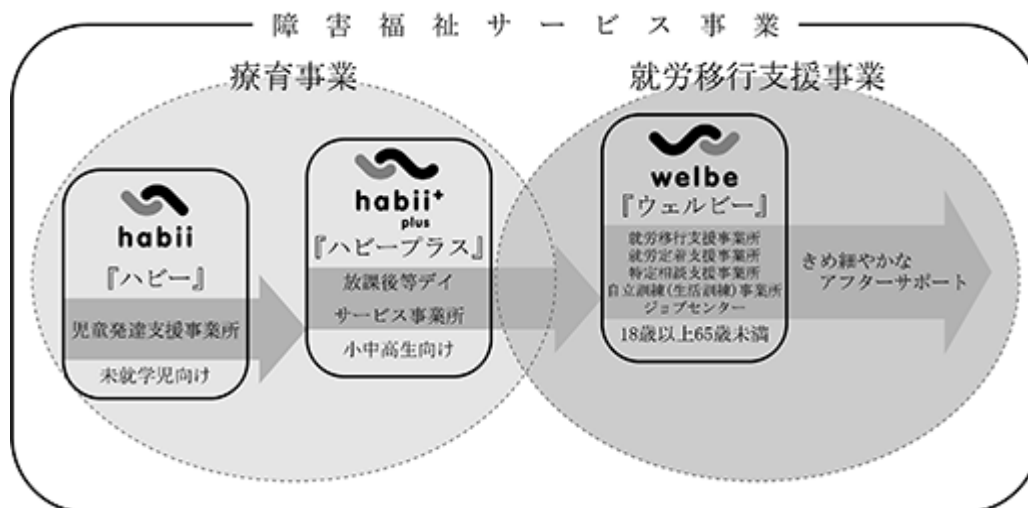 障害福祉サービス事業
療育事業
就労移行支援事業
habii
『ハビー』
児童発達支援事業所
未就学児向け
habii+
plus
『ハビープラス』
放課後等デイ
サービス事業所
小中高生向け
welbe
『ウェルビー』
就労移行支援事業所
就労定着支援事業所
特定相談支援事業所
自立訓練(生活訓練)事業所
ジョブセンター
18歳以上65歳未満
きめ細やかな
アフターサポート